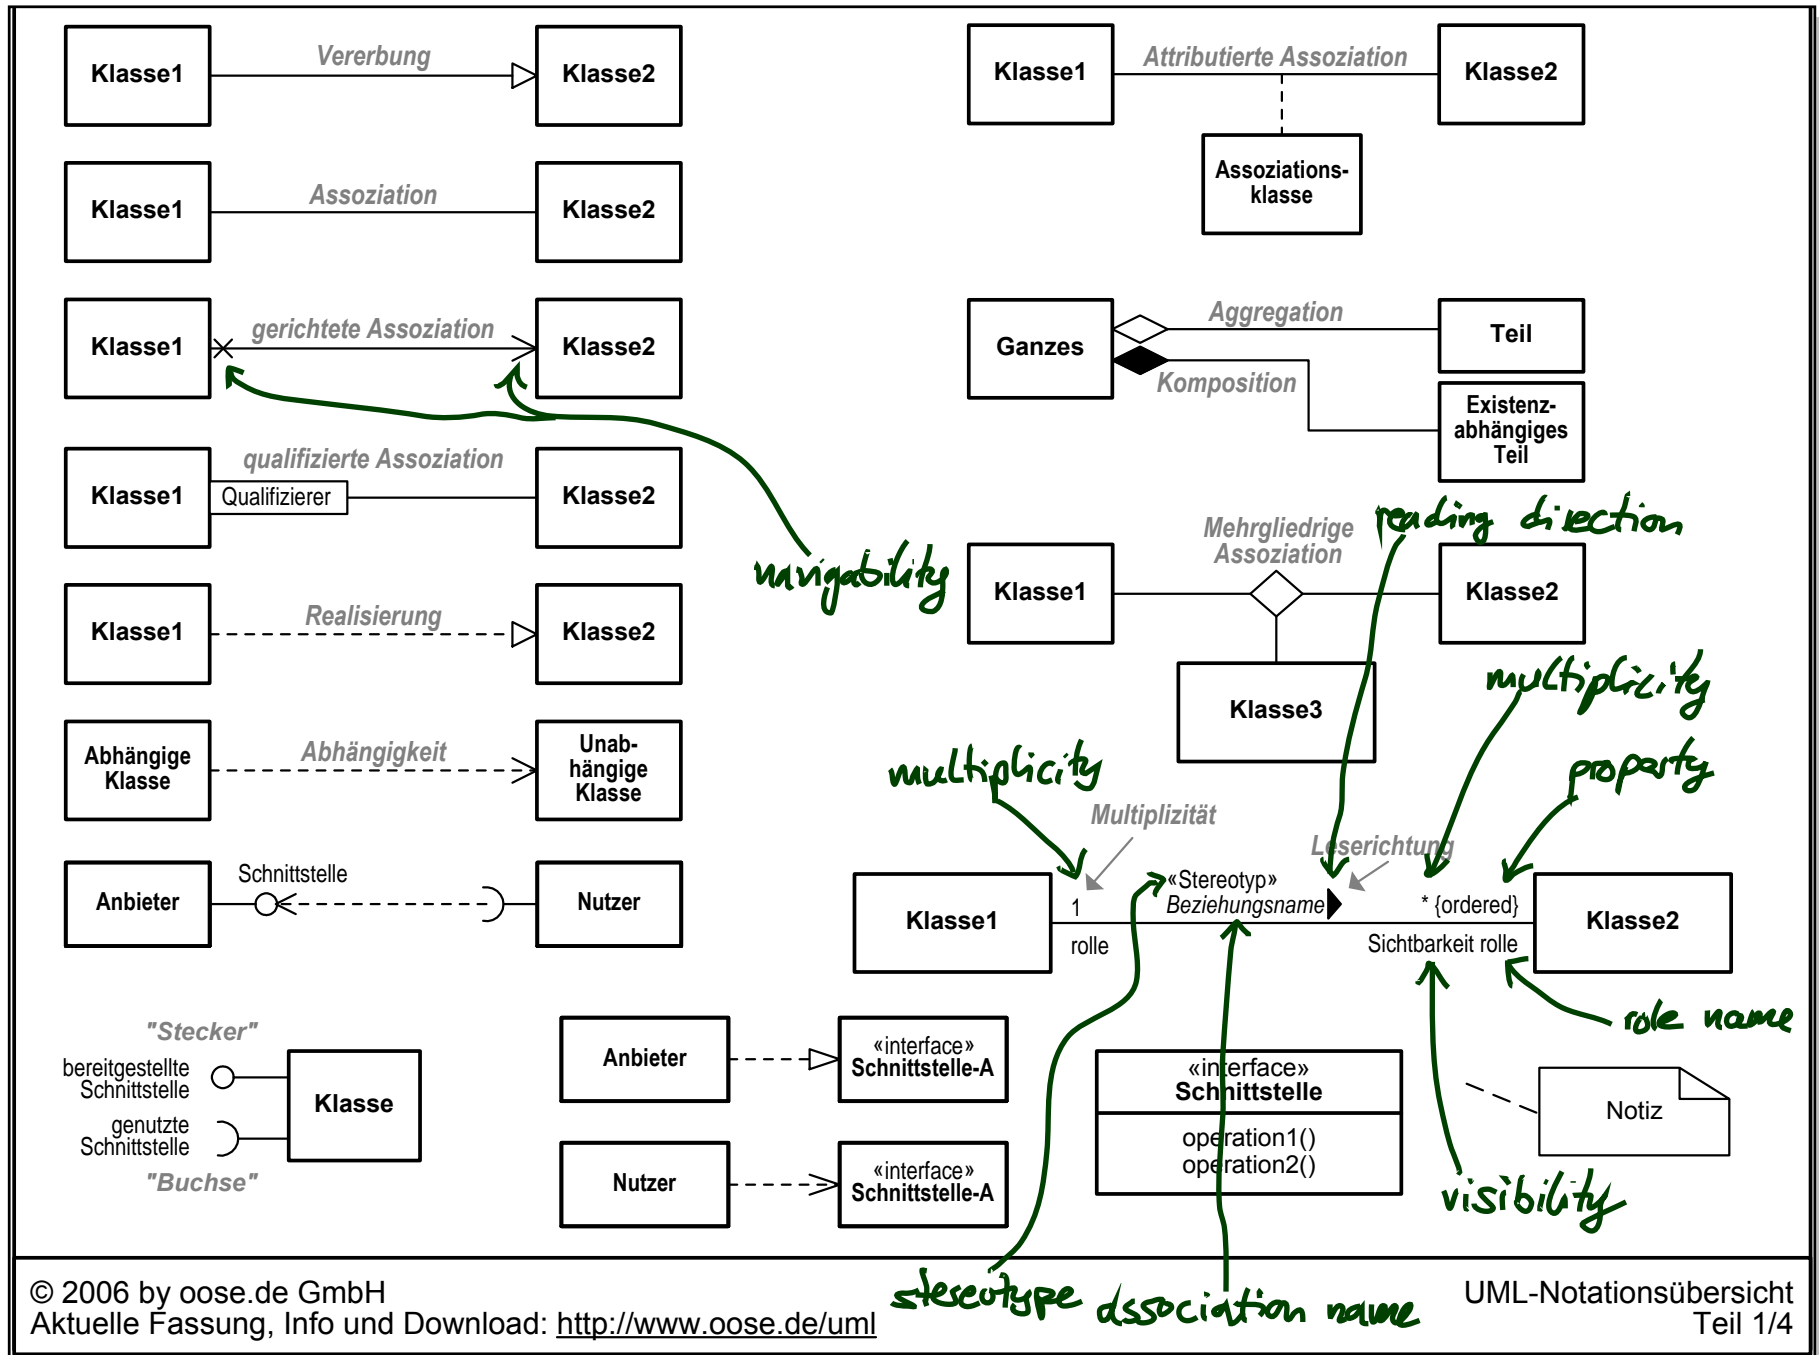 Klasse1
Vererbung
Klasse2
Klasse1
Assoziation
Klasse2
Klasse1
gerichtete Assoziation
Klasse2
Klasse1
Qualifizierer
qualifizierte Assoziation
Klasse2
navigability
Klasse1
Realisierung
Klasse2
Abhängige
Klasse
Abhängigkeit
Unab-
hängige
Klasse
Anbieter
Schnittstelle
Nutzer
"Stecker"
bereitgestellte
Schnittstelle
genutzte
Schnittstelle
"Buchse"
Klasse
Anbieter
«interface»
Schnittstelle-A
Nutzer
«interface»
Schnittstelle-A
Klasse1
Attributierte Assoziation
Klasse2
Assoziations-
klasse
Ganzes
Aggregation
Teil
Komposition
Existenz-
abhängiges
Teil
reading direction
Mehrgliedrige
Assoziation
Klasse1
Klasse2
Klasse3
multiplicity
multiplicity
property
Multiplizität
Leserichtung
Klasse1
1
rolle
«Stereotyp»
Beziehungsname
* {ordered}
Sichtbarkeit rolle
Klasse2
role name
«interface»
Schnittstelle
operation1()
operation2()
Notiz
visibility
stereotype
association name
© 2006 by oose.de GmbH
Aktuelle Fassung, Info und Download: http://www.oose.de/uml
UML-Notationsübersicht
Teil 1/4